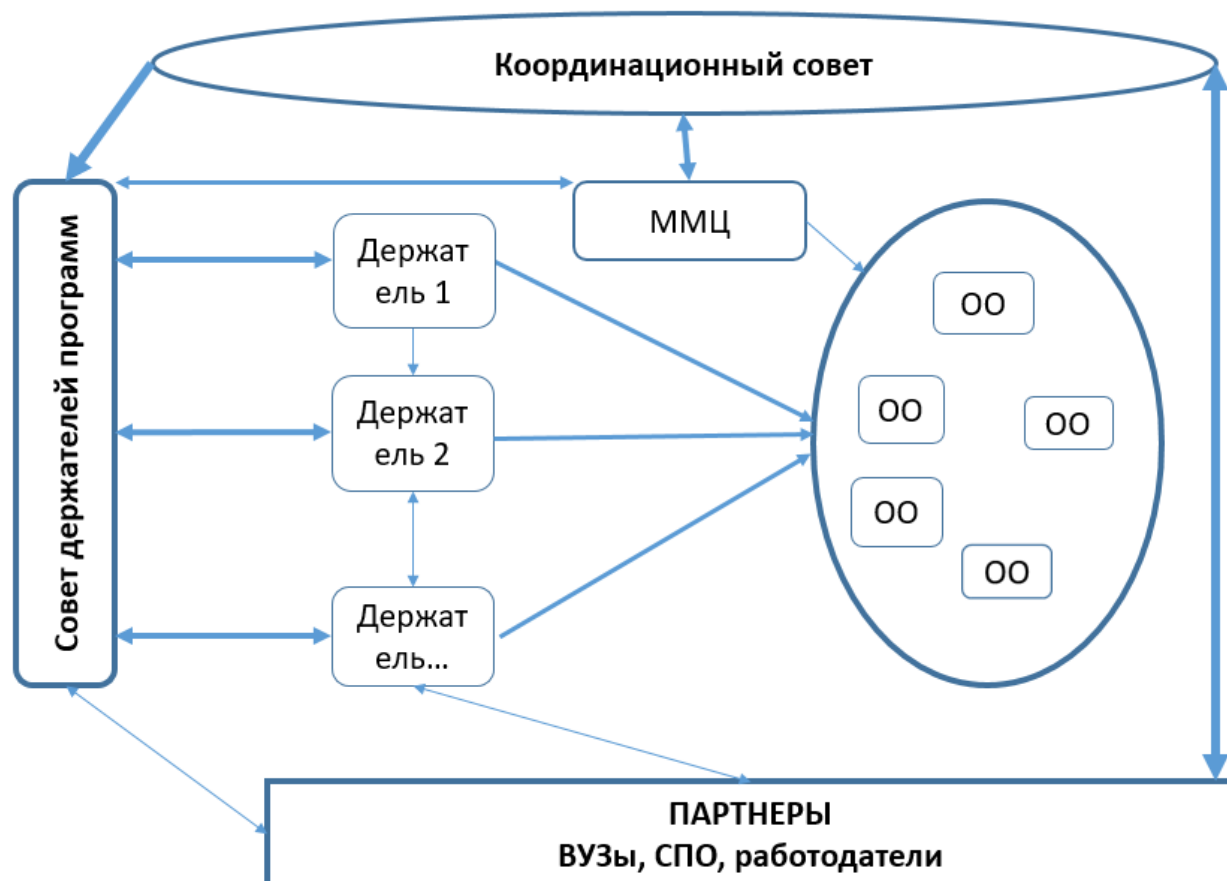 Координационный совет
ММЦ
Совет держателей программ
Держат
ель 1
Держат
ель 2
Держат
ель...
ОО
ОО
ОО
ОО
ОО
ПАРТНЕРЫ
ВУЗы, СПО, работодатели